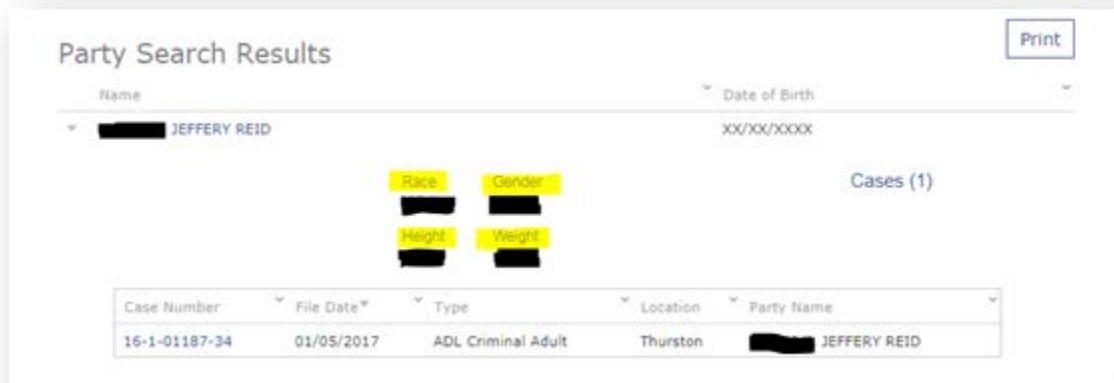 Print
Party Search Results
Name Date of Birth
JEFFERY REID XX/XX/XXXX
Race Gender Cases (1)
Height Weight
Case Number File Date Type Location Party Name
16-1-01187-34 01/05/2017 ADL Criminal Adult Thurston JEFFERY REID